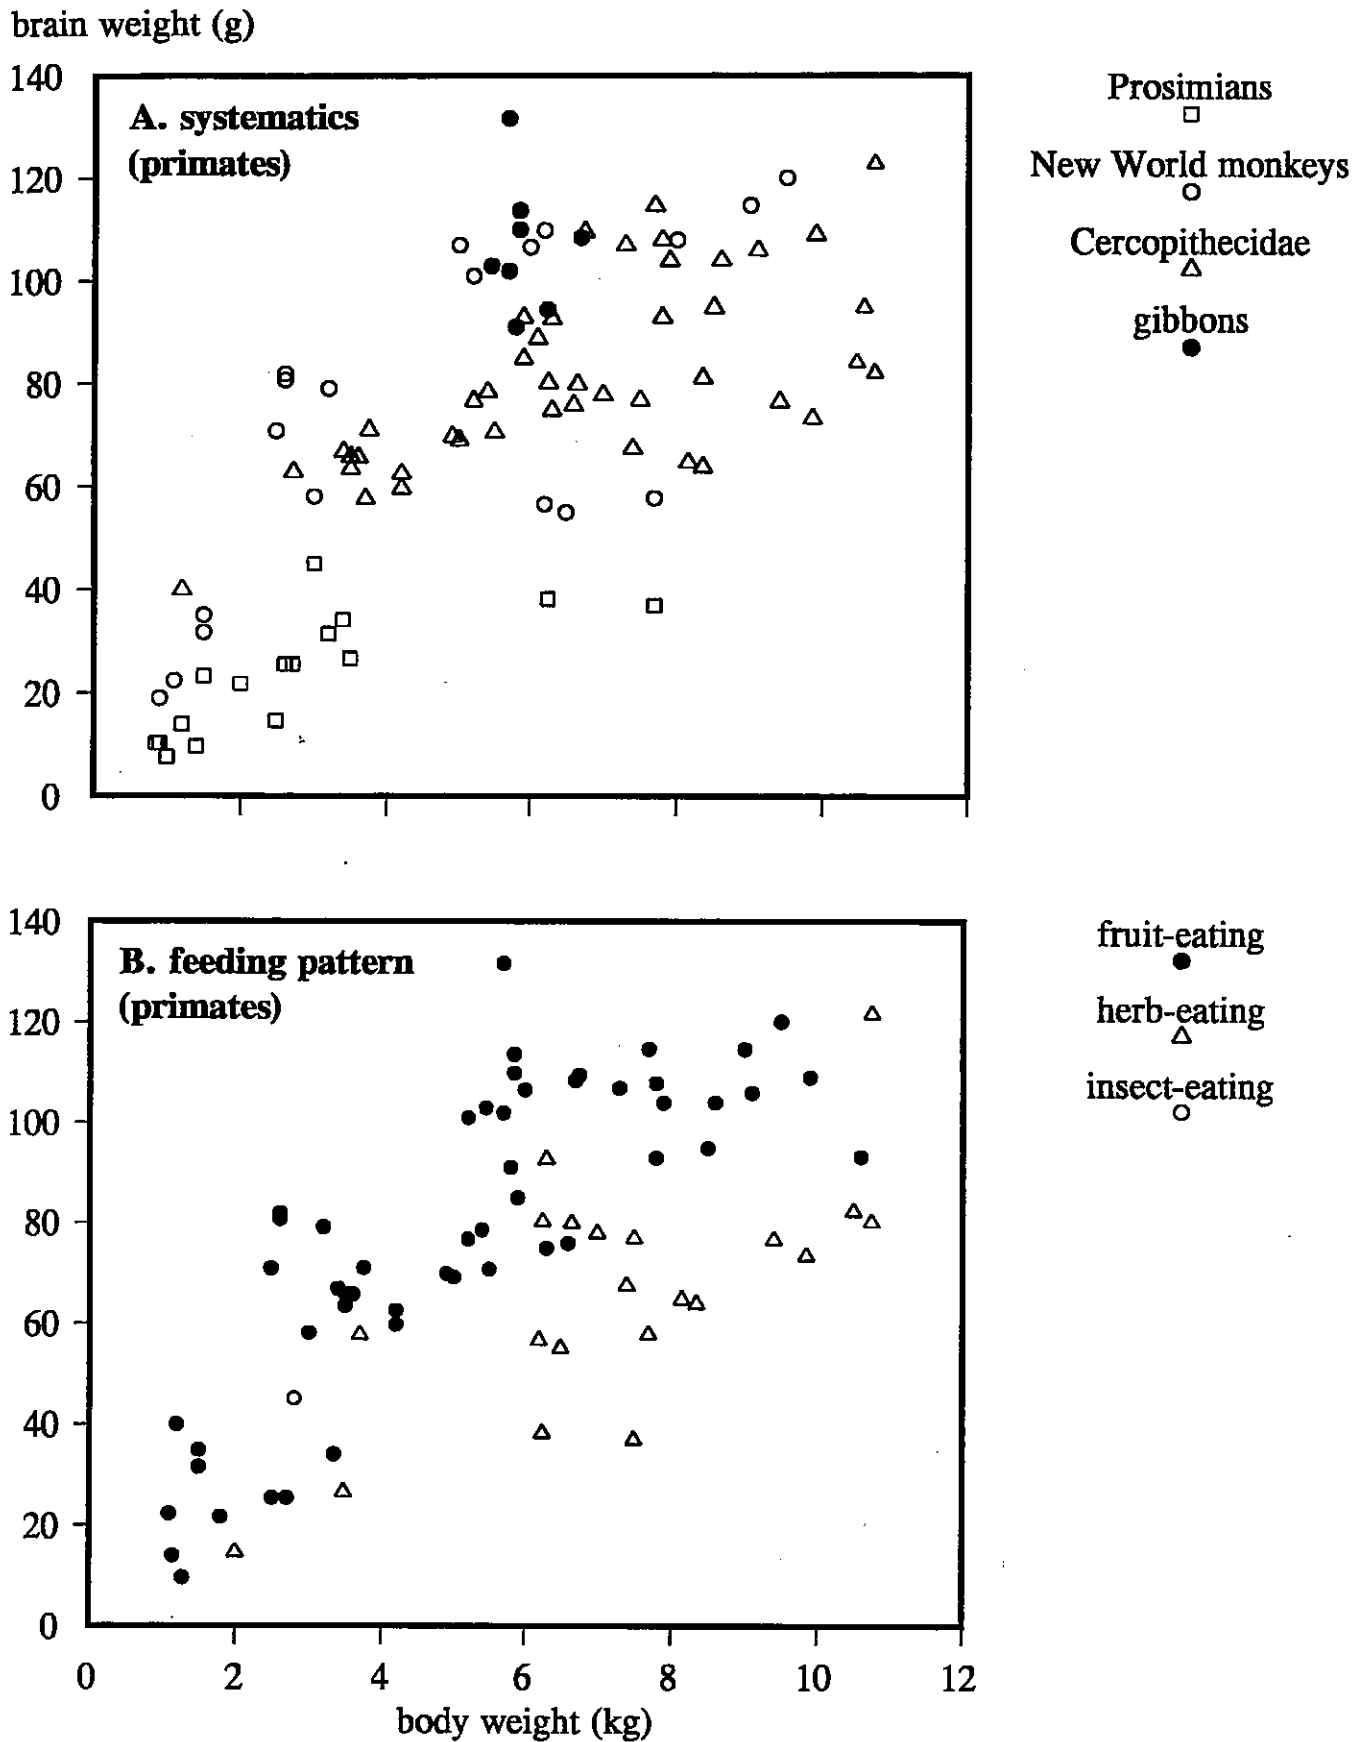 brain weight (g)
140
120
100
80
60
40
20
0
A. systematics
(primates)
Prosimians
New World monkeys
Cercopithecidae
gibbons
140
120
100
80
60
40
20
0
B. feeding pattern
(primates)
fruit-eating
herb-eating
insect-eating
0 2 4 6 8 10 12
body weight (kg)